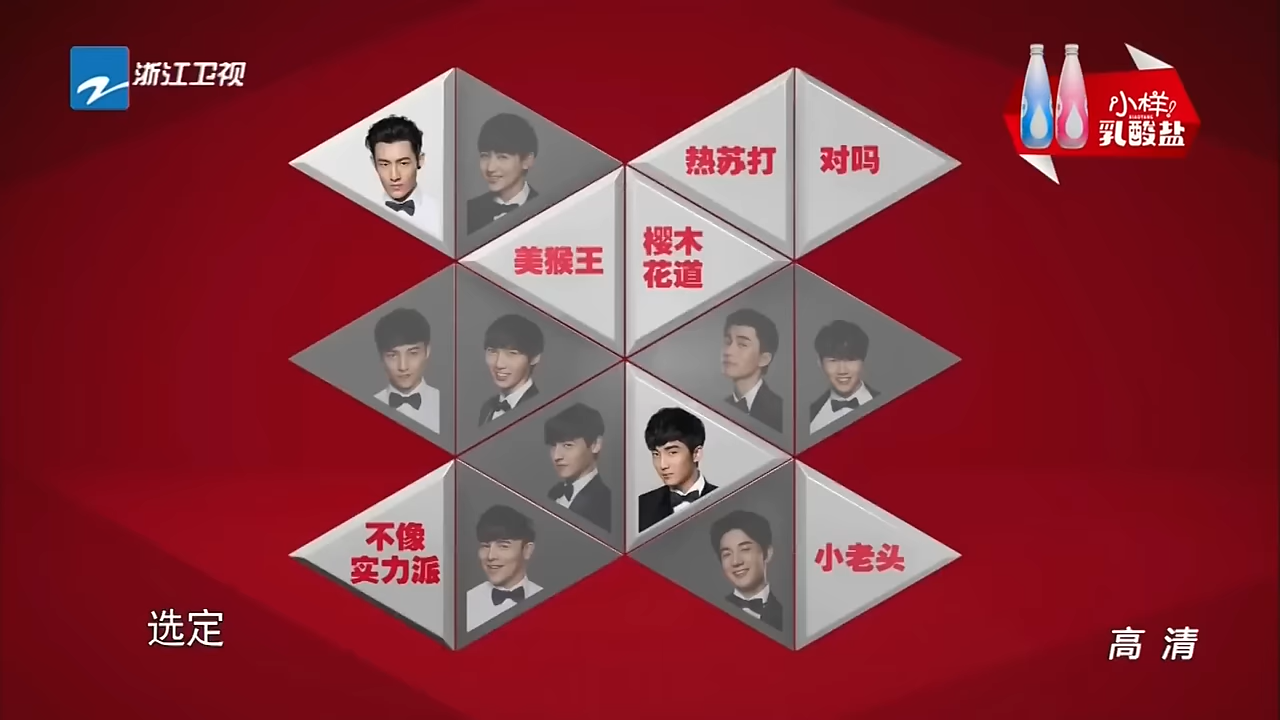 浙江卫视
小样
XIAOYANG
乳酸盐
热苏打
对吗
美猴王
樱木
花道
不像
实力派
小老头
选定
高清